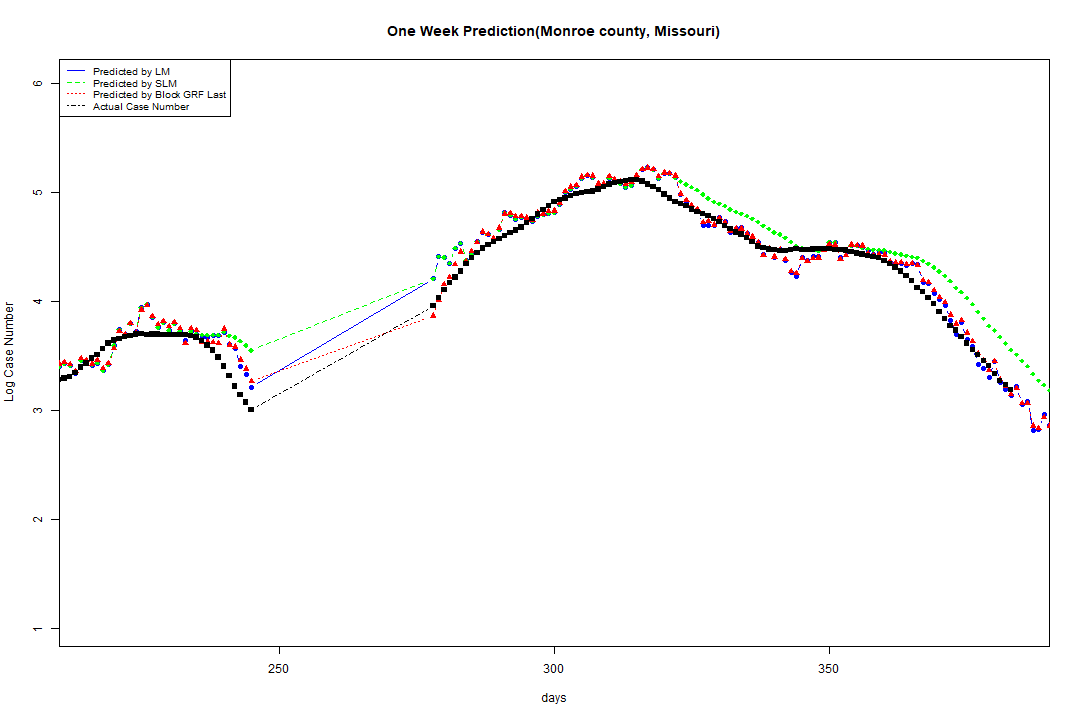 One Week Prediction(Monroe county, Missouri)
Predicted by LM
Predicted by SLM
Predicted by Block GRF Last
Actual Case Number
6
5
4
3
2
1
Log Case Number
250 300 350
days